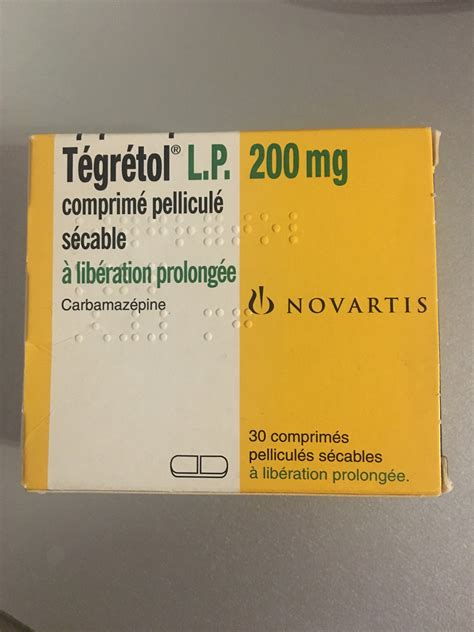 Tégrétol® L.P. 200 mg
comprimé pelliculé
sécable
à libération prolongée
Carbamazépine
NOVARTIS
30 comprimés
pelliculés sécables
à libération prolongée.